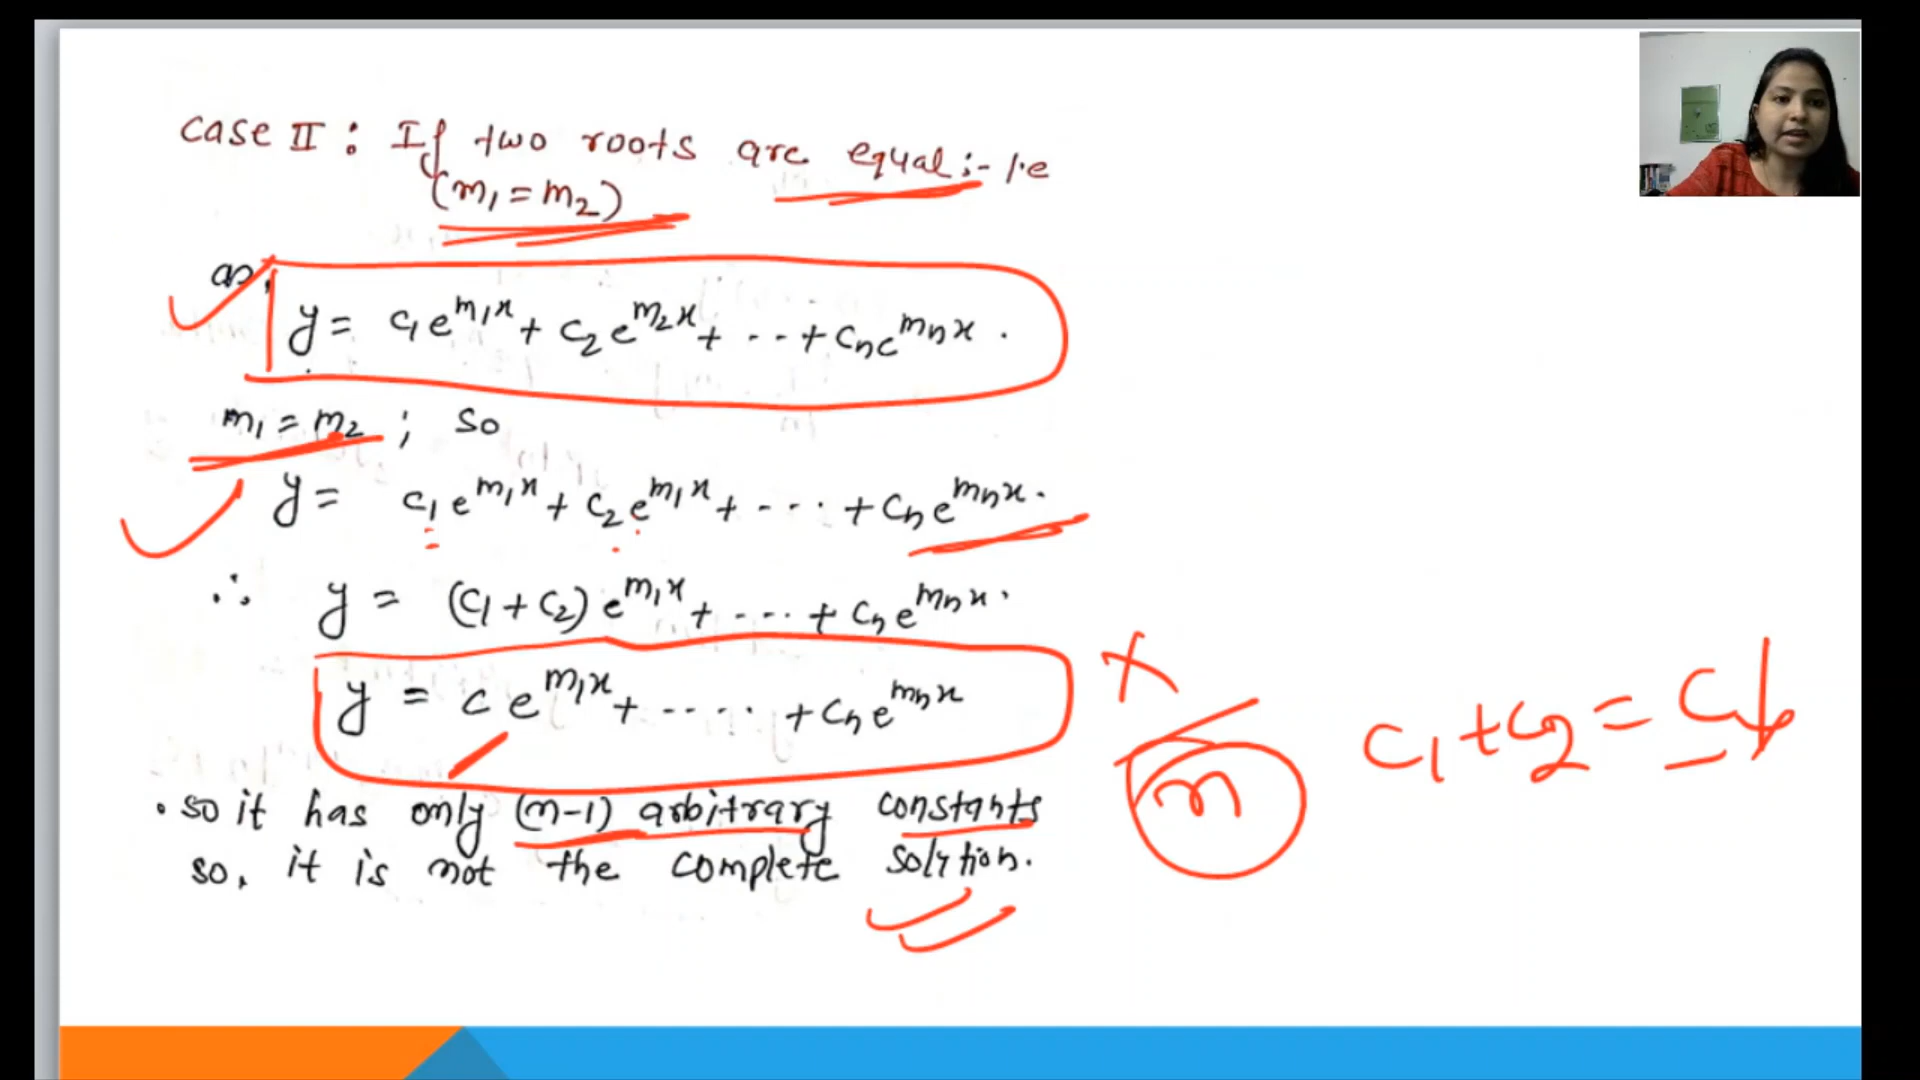 Case II : If two roots are equal :- i.e
(m₁ = m₂)
as,
y = c₁e^{m₁x} + c₂e^{m₂x} + ... + cₙe^{mₙx} .
m₁ = m₂ ; so
y = c₁e^{m₁x} + c₂e^{m₁x} + .... + cₙe^{mₙx}.
∴ y = (c₁ + c₂) e^{m₁x} + .... + cₙe^{mₙx}.
y = c e^{m₁x} + ..... + cₙe^{mₙx}
c₁ + c₂ = c
n
. so it has only (n-1) arbitrary constants
so, it is not the complete solution.